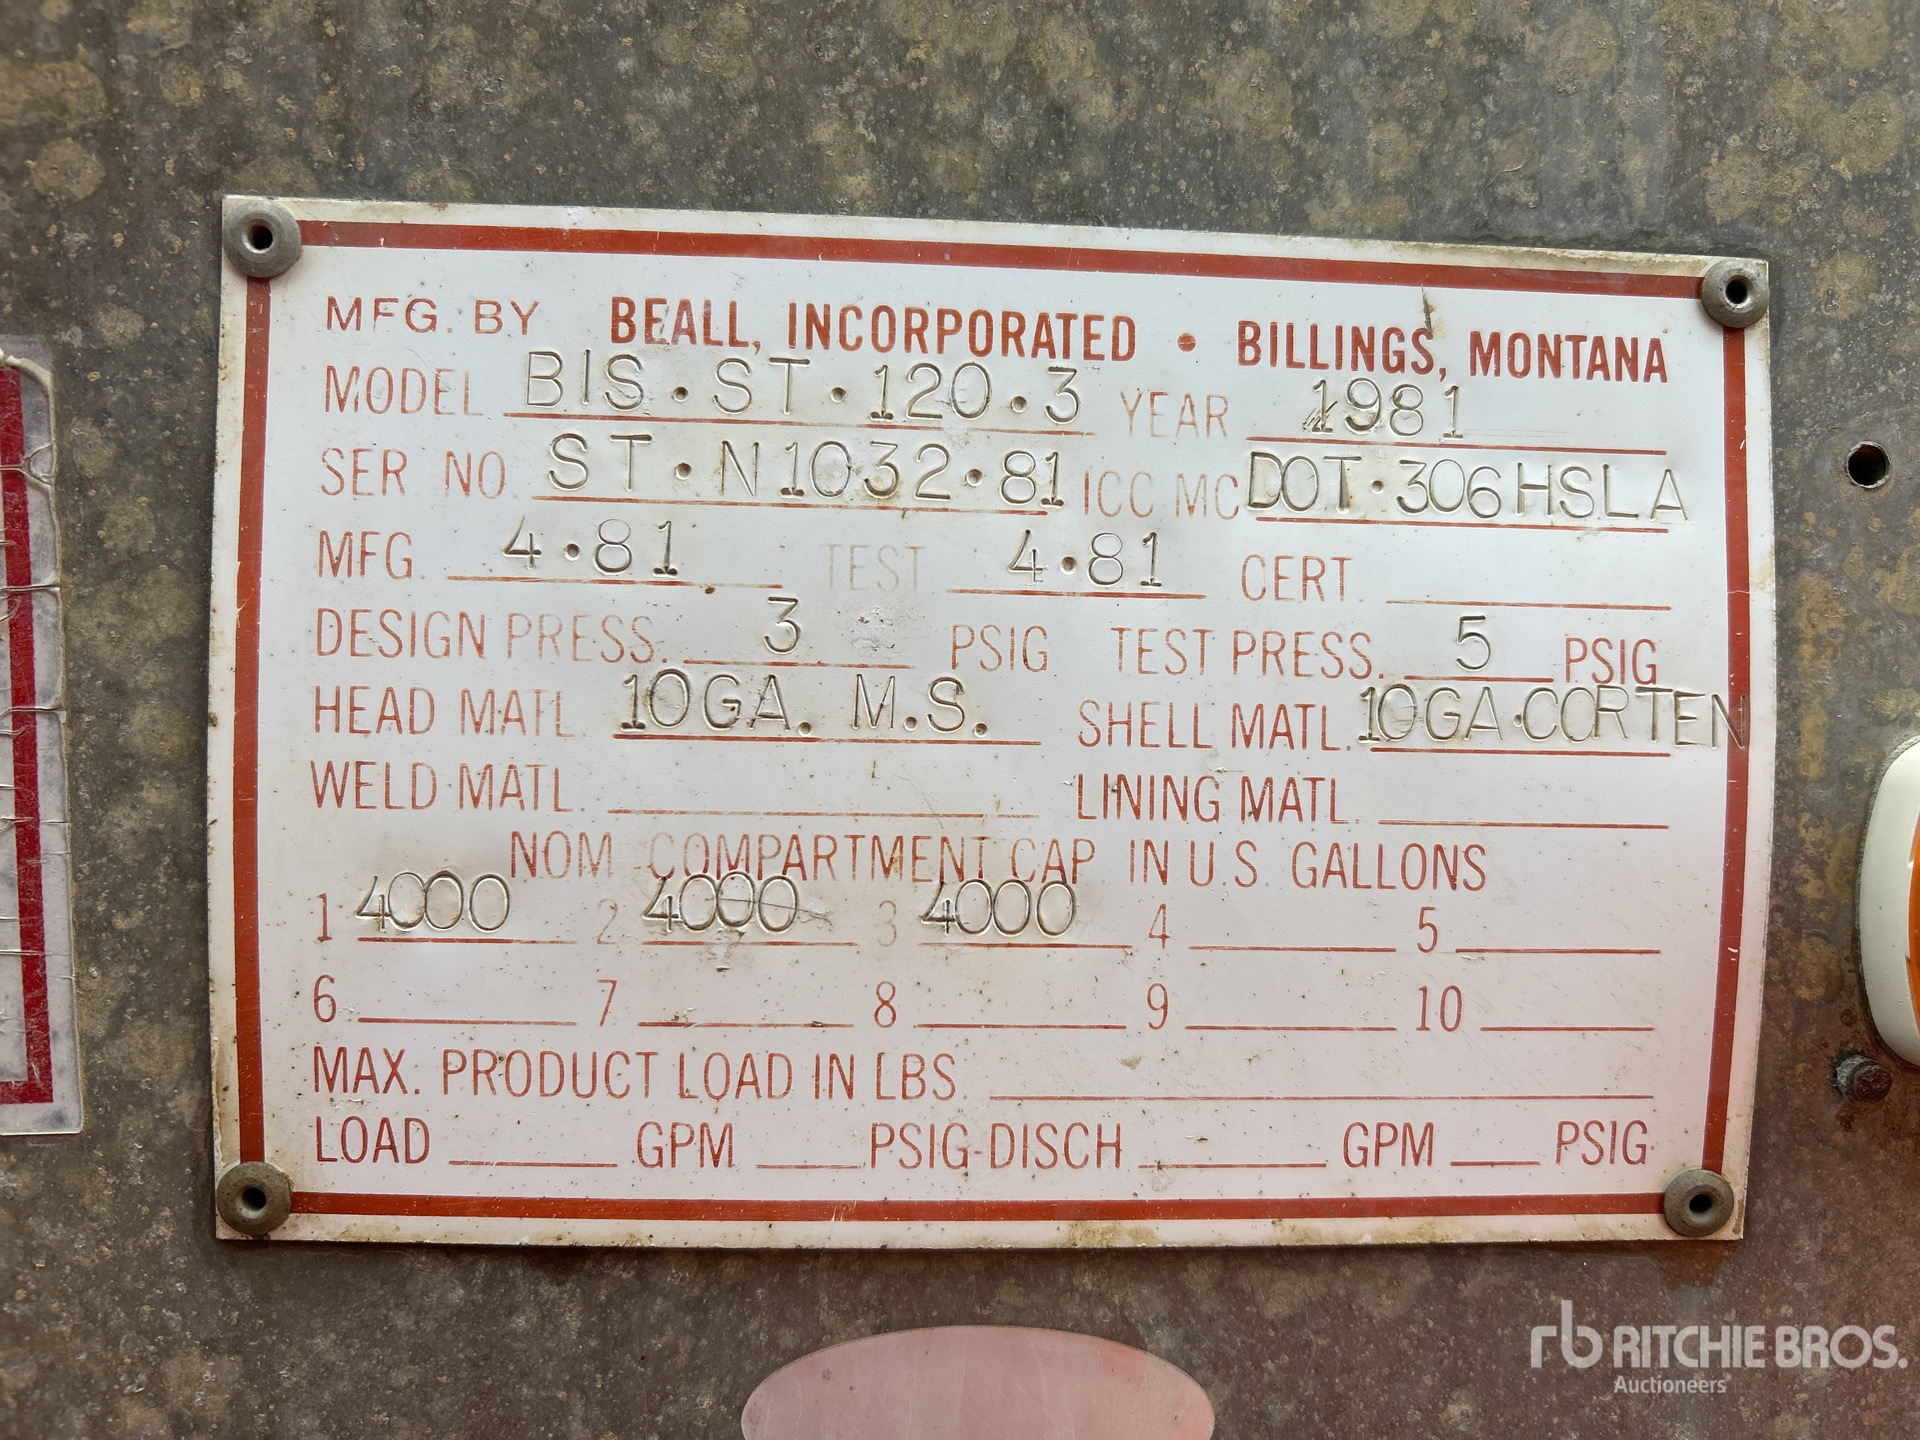 MFG. BY BEALL, INCORPORATED • BILLINGS, MONTANA
MODEL BIS·ST·120·3 YEAR 1981
SER NO. ST·N1032·81 ICC MC DOT·306HSLA
MFG. 4·81 TEST 4·81 CERT.
DESIGN PRESS. 3 PSIG TEST PRESS. 5 PSIG
HEAD MATL. 10GA. M.S. SHELL MATL. 10GA·CORTEN
WELD MATL. LINING MATL.
NOM. COMPARTMENT CAP. IN U.S. GALLONS
1 4000 2 4000 3 4000 4 5
6 7 8 9 10
MAX. PRODUCT LOAD IN LBS.
LOAD GPM PSIG-DISCH GPM PSIG.
rb RITCHIE BROS.
Auctioneers